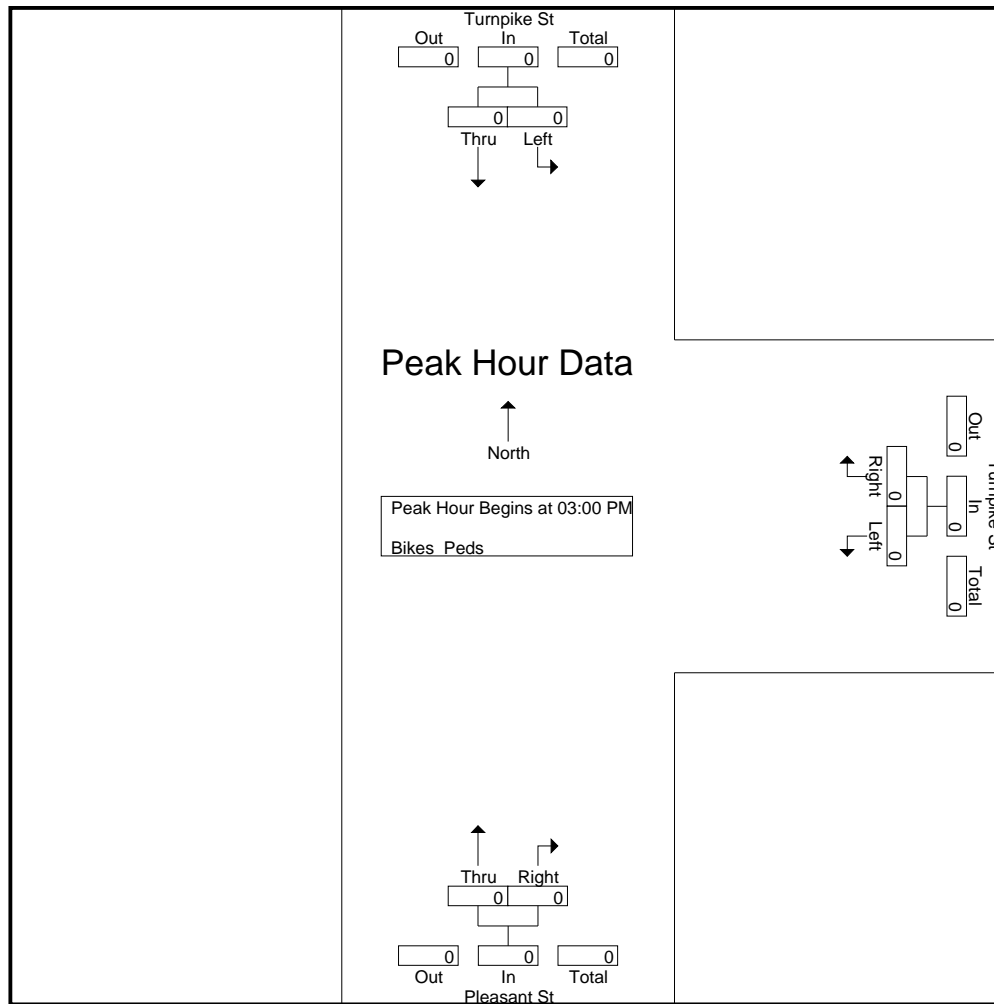 Turnpike St
Out In Total
0 0 0
0 0
Thru Left
Peak Hour Data
North
Peak Hour Begins at 03:00 PM
Bikes Peds
Right Left
0 0
Out In Total
0 0 0
Turnpike St
Thru Right
0 0
0 0 0
Out In Total
Pleasant St